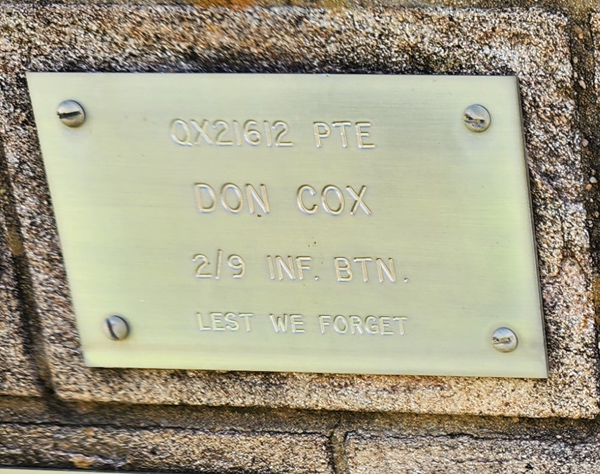 QX21612 PTE
DON COX
2/9 INF. BTN.
LEST WE FORGET